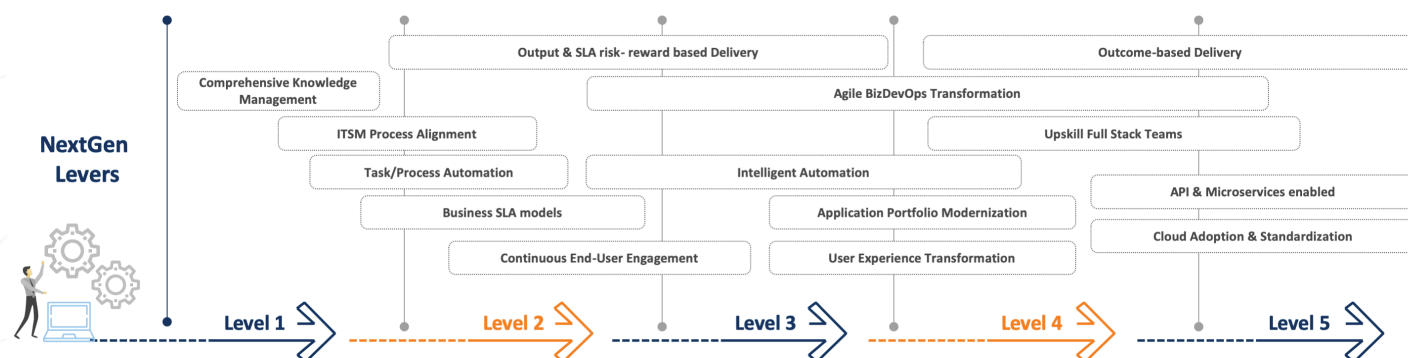 Output & SLA risk- reward based Delivery
Outcome-based Delivery
Comprehensive Knowledge
Management
Agile BizDevOps Transformation
ITSM Process Alignment
Upskill Full Stack Teams
NextGen
Levers
Task/Process Automation
Intelligent Automation
API & Microservices enabled
Business SLA models
Application Portfolio Modernization
Cloud Adoption & Standardization
Continuous End-User Engagement
User Experience Transformation
Level 1
Level 2
Level 3
Level 4
Level 5